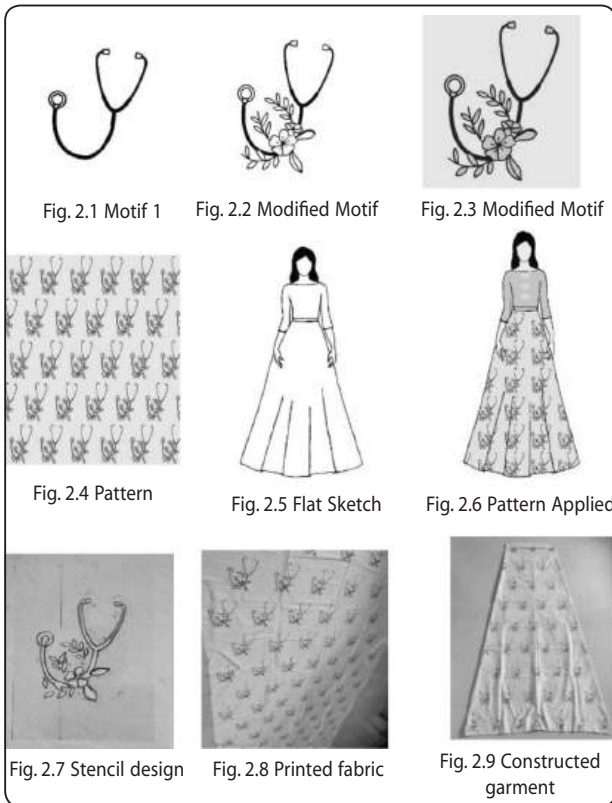 Fig. 2.1 Motif 1
Fig. 2.2 Modified Motif
Fig. 2.3 Modified Motif
Fig. 2.4 Pattern
Fig. 2.5 Flat Sketch
Fig. 2.6 Pattern Applied
Fig. 2.7 Stencil design
Fig. 2.8 Printed fabric
Fig. 2.9 Constructed
garment